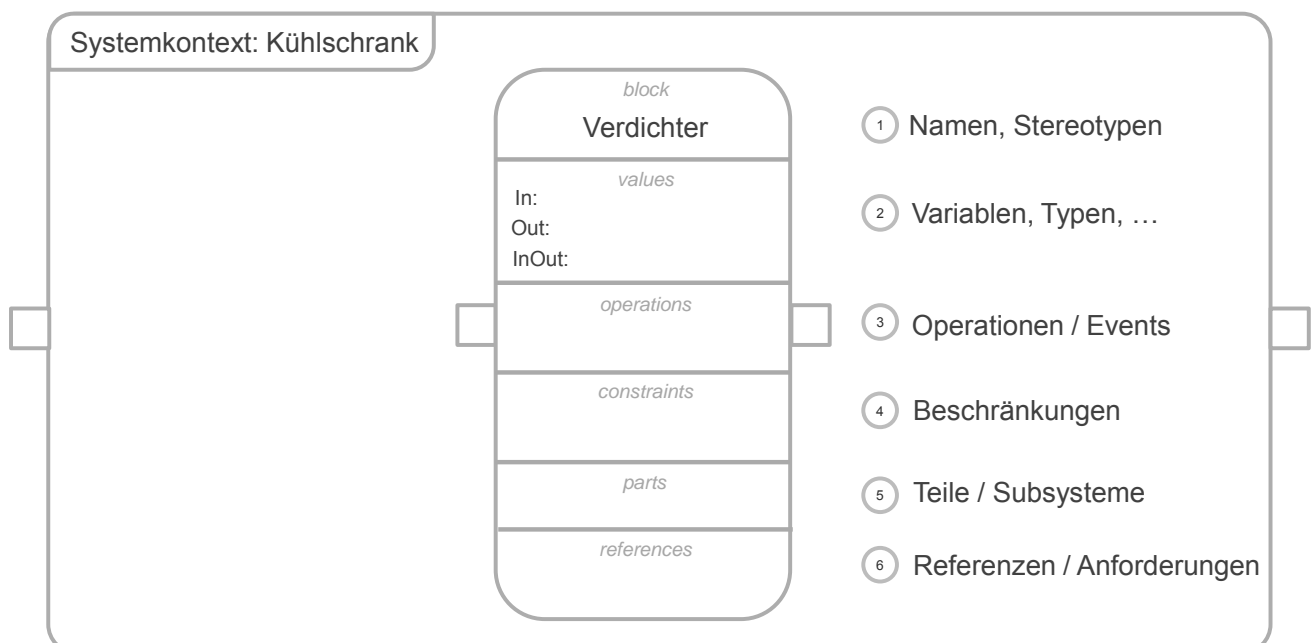 Systemkontext: Kühlschrank
block
Verdichter
1 Namen, Stereotypen
values
In:
Out:
InOut:
2 Variablen, Typen, …
operations
3 Operationen / Events
constraints
4 Beschränkungen
parts
5 Teile / Subsysteme
references
6 Referenzen / Anforderungen